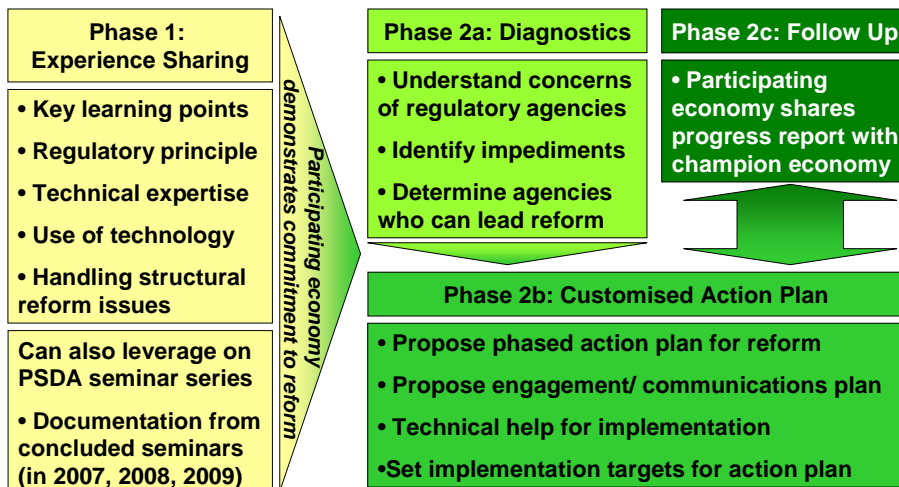 Phase 1:
Experience Sharing
• Key learning points
• Regulatory principle
• Technical expertise
• Use of technology
• Handling structural
reform issues
Can also leverage on
PSDA seminar series
• Documentation from
concluded seminars
(in 2007, 2008, 2009)
Participating economy
demonstrates commitment to reform
Phase 2a: Diagnostics
• Understand concerns
of regulatory agencies
• Identify impediments
• Determine agencies
who can lead reform
Phase 2c: Follow Up
• Participating
economy shares
progress report with
champion economy
Phase 2b: Customised Action Plan
• Propose phased action plan for reform
• Propose engagement/ communications plan
• Technical help for implementation
•Set implementation targets for action plan